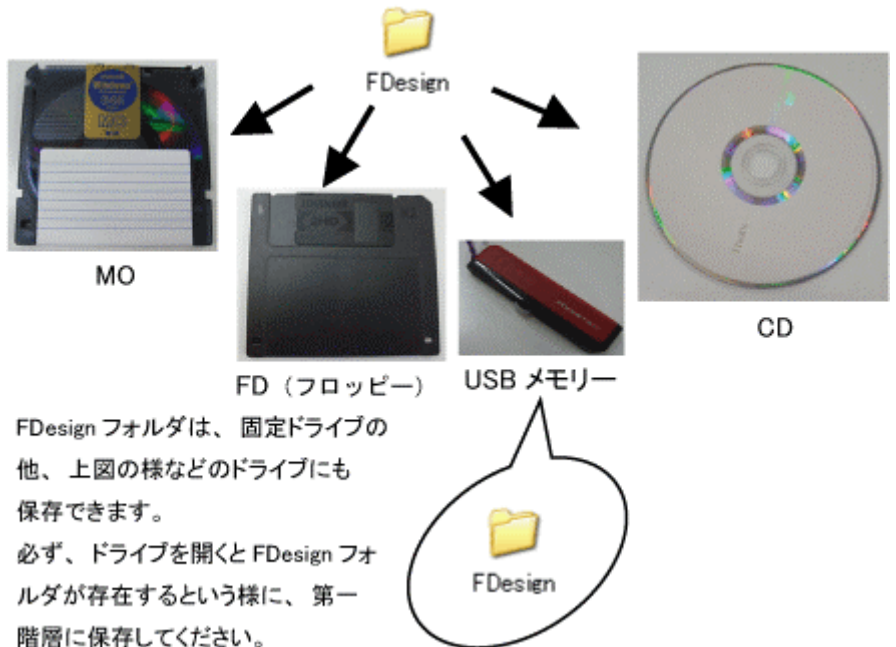 FDesign
MO
FD（フロッピー）
USB メモリー
CD
FDesign フォルダは、 固定ドライブの
他、 上図の様などのドライブにも
保存できます。
必ず、 ドライブを開くと FDesign フォ
ルダが存在するという様に、 第一
階層に保存してください。
FDesign